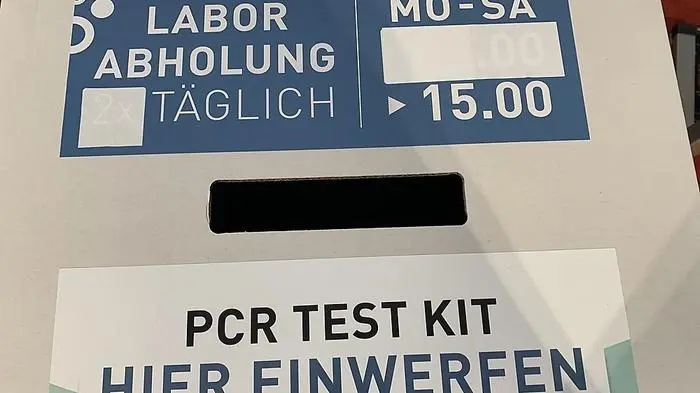 LABOR
ABHOLUNG
2x TÄGLICH
MO-SA
.00
▶ 15.00
PCR TEST KIT
HIER EINWERFEN